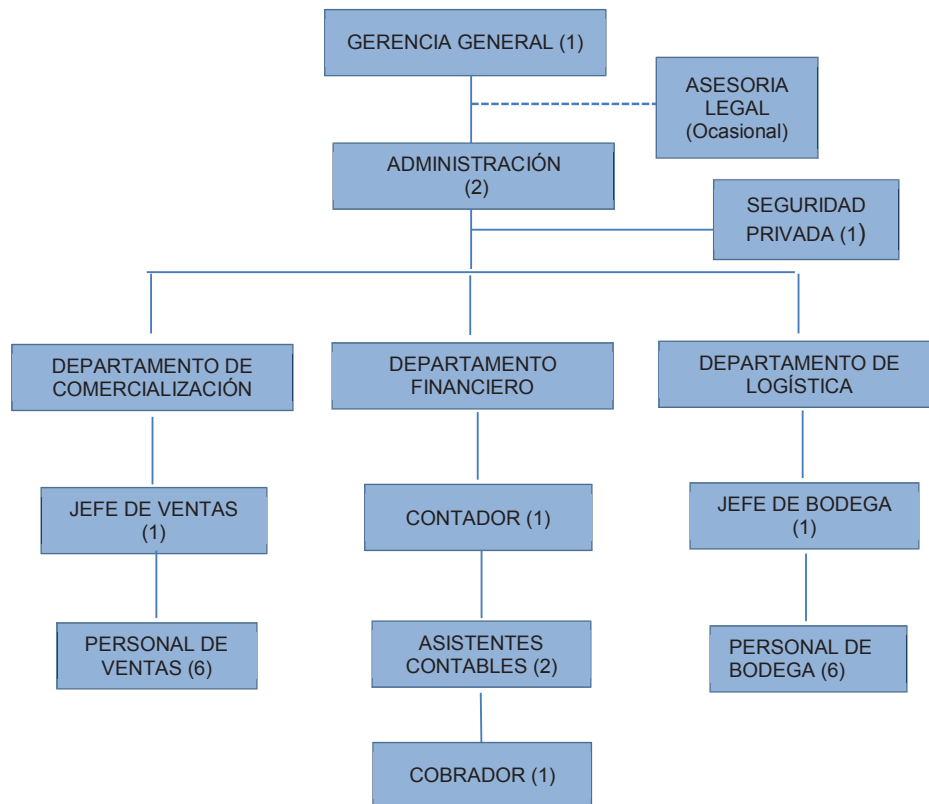 GERENCIA GENERAL (1)
ASESORIA
LEGAL
(Ocasional)
ADMINISTRACIÓN
(2)
SEGURIDAD
PRIVADA (1)
DEPARTAMENTO DE
COMERCIALIZACIÓN
DEPARTAMENTO
FINANCIERO
DEPARTAMENTO DE
LOGÍSTICA
JEFE DE VENTAS
(1)
CONTADOR (1)
JEFE DE BODEGA
(1)
PERSONAL DE
VENTAS (6)
ASISTENTES
CONTABLES (2)
PERSONAL DE
BODEGA (6)
COBRADOR (1)